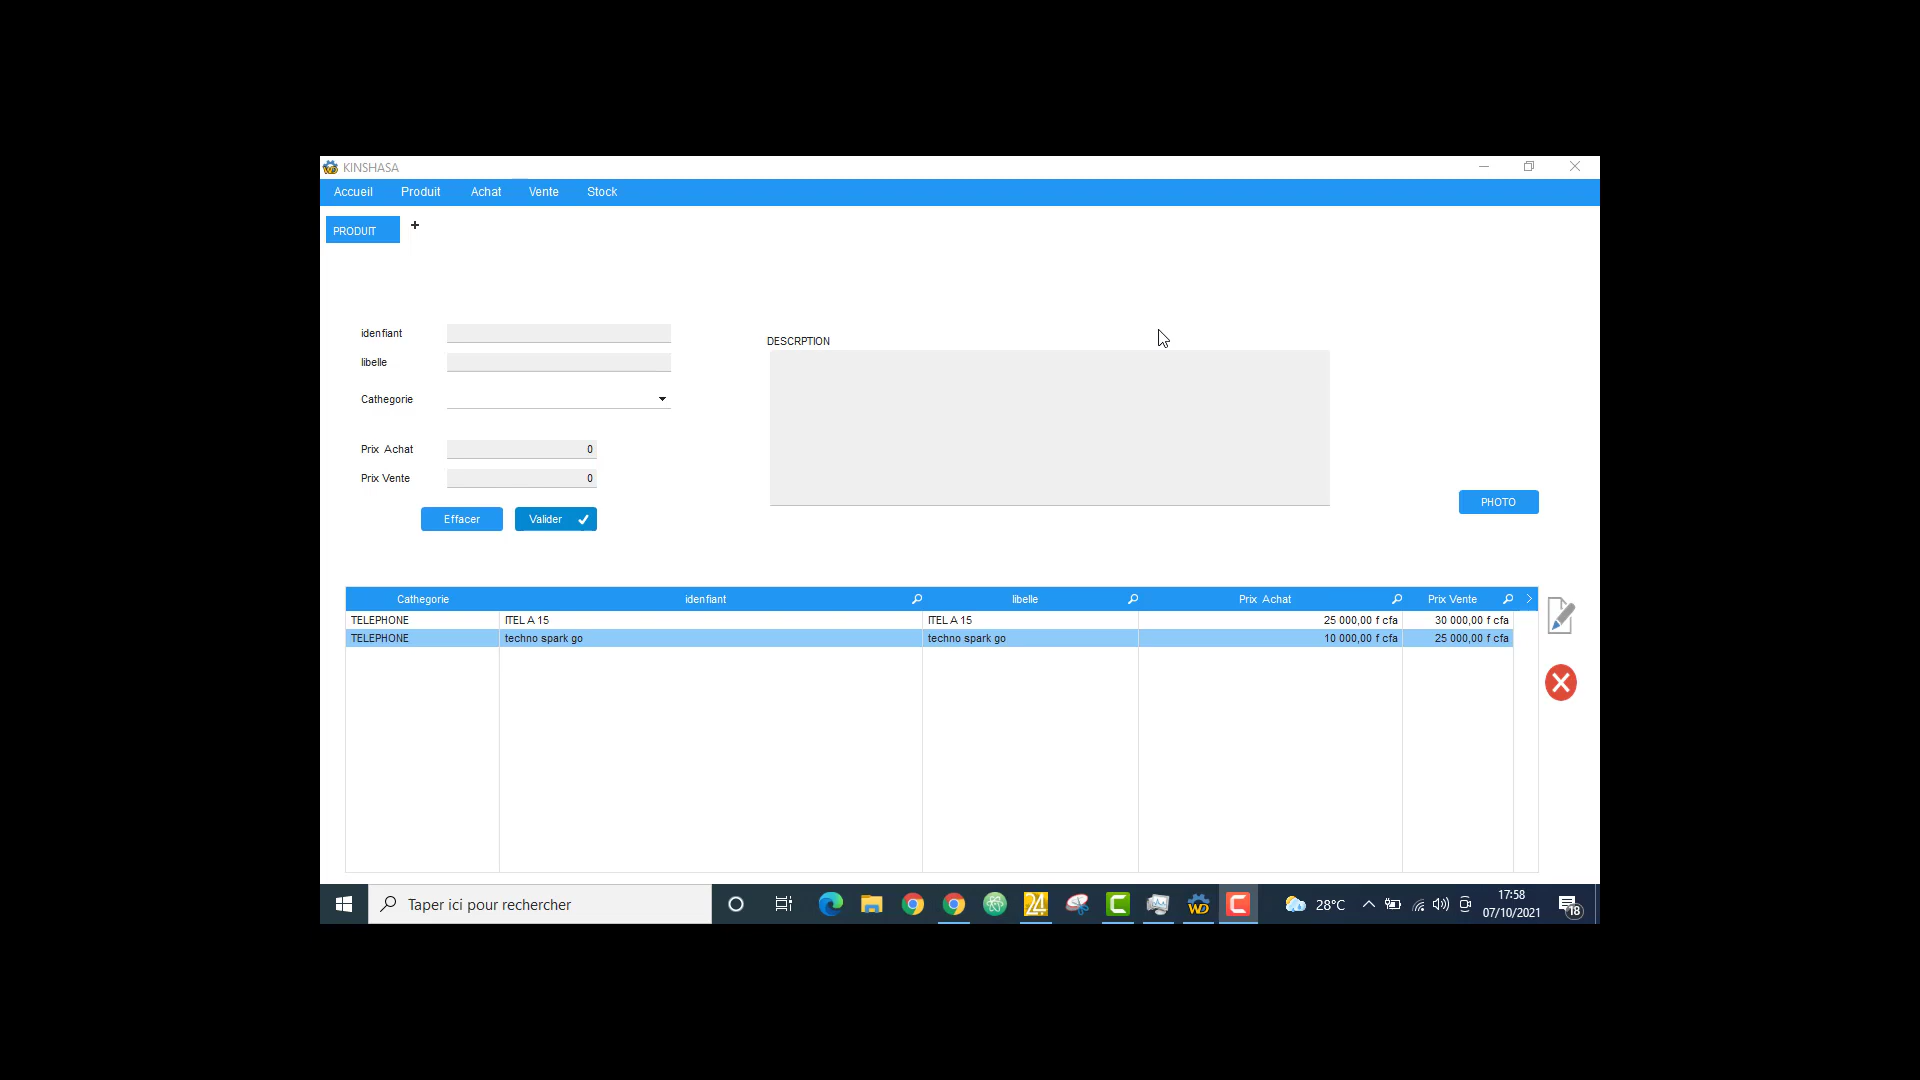 KINSHASA
Accueil Produit Achat Vente Stock
PRODUIT +
idenfiant
libelle
Cathegorie
Prix Achat 0
Prix Vente 0
Effacer Valider
DESCRPTION
PHOTO
Cathegorie idenfiant libelle Prix Achat Prix Vente
TELEPHONE ITEL A 15 ITEL A 15 25 000,00 f cfa 30 000,00 f cfa
TELEPHONE techno spark go techno spark go 10 000,00 f cfa 25 000,00 f cfa
Taper ici pour rechercher
24
WD
28°C
17:58
07/10/2021
18